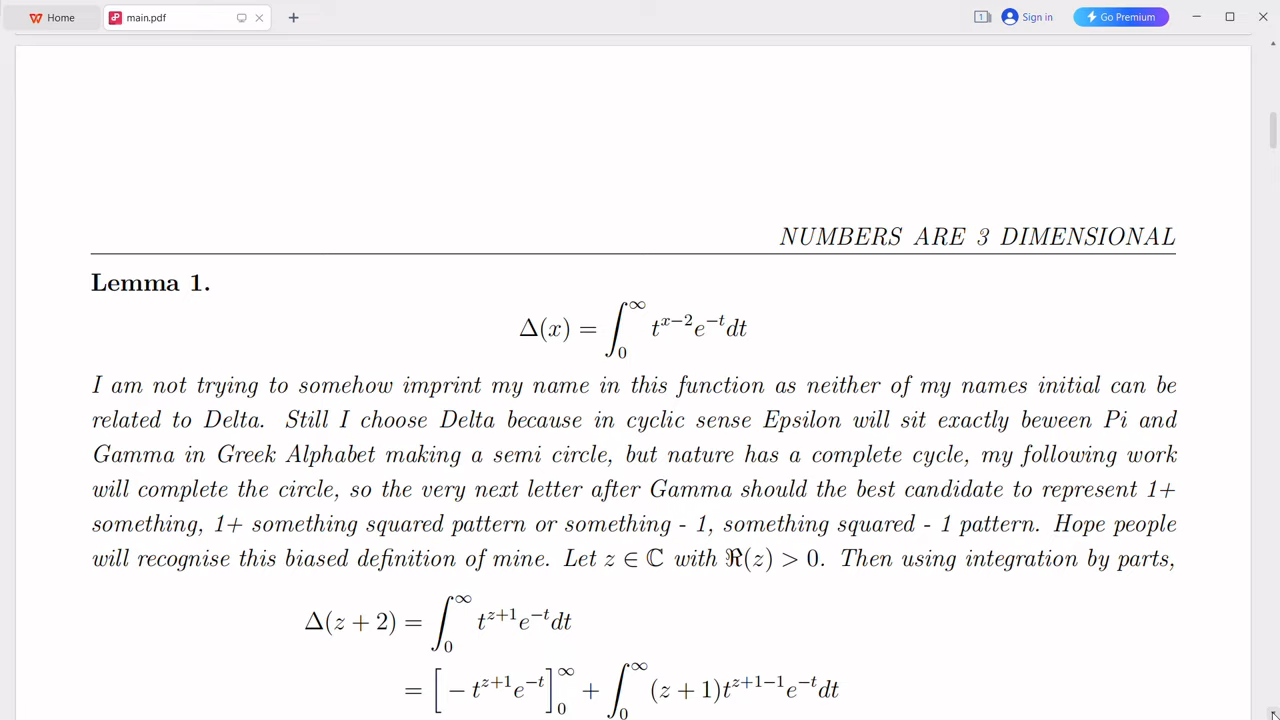 Home
main.pdf
1
Sign in
Go Premium
NUMBERS ARE 3 DIMENSIONAL
Lemma 1.
Δ(x) = ∫₀^∞ t^{x−2}e^{−t}dt
I am not trying to somehow imprint my name in this function as neither of my names initial can be
related to Delta. Still I choose Delta because in cyclic sense Epsilon will sit exactly beween Pi and
Gamma in Greek Alphabet making a semi circle, but nature has a complete cycle, my following work
will complete the circle, so the very next letter after Gamma should the best candidate to represent 1+
something, 1+ something squared pattern or something - 1, something squared - 1 pattern. Hope people
will recognise this biased definition of mine. Let z ∈ ℂ with ℜ(z) > 0. Then using integration by parts,
Δ(z + 2) = ∫₀^∞ t^{z+1}e^{−t}dt
= [ − t^{z+1}e^{−t} ]₀^∞ + ∫₀^∞ (z + 1)t^{z+1−1}e^{−t}dt